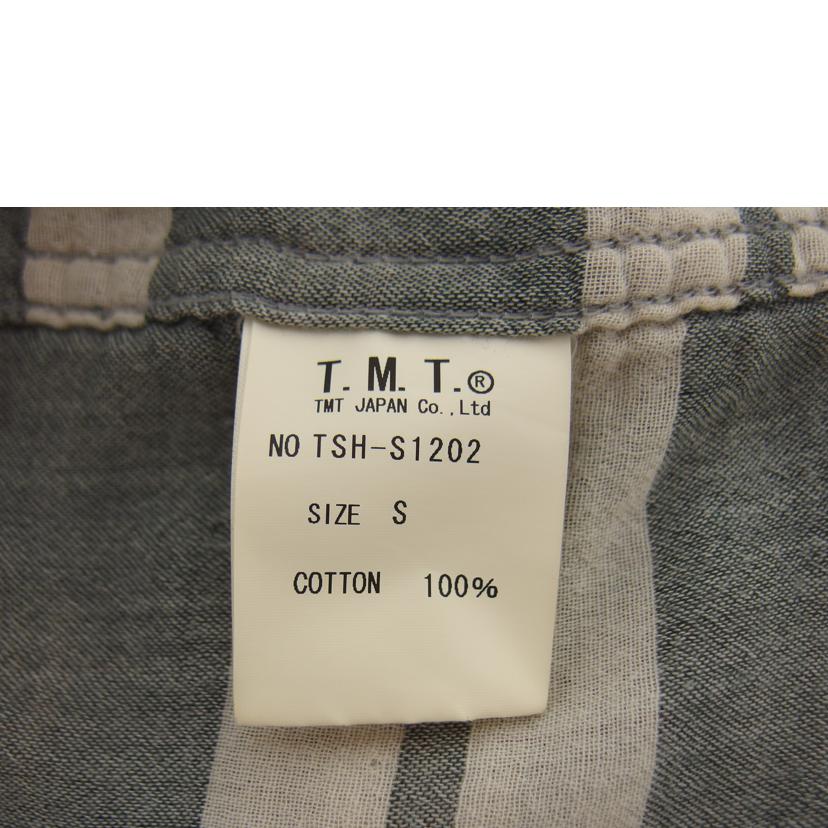 T. M. T.®
TMT JAPAN Co.,Ltd
NO TSH-S1202
SIZE S
COTTON 100%